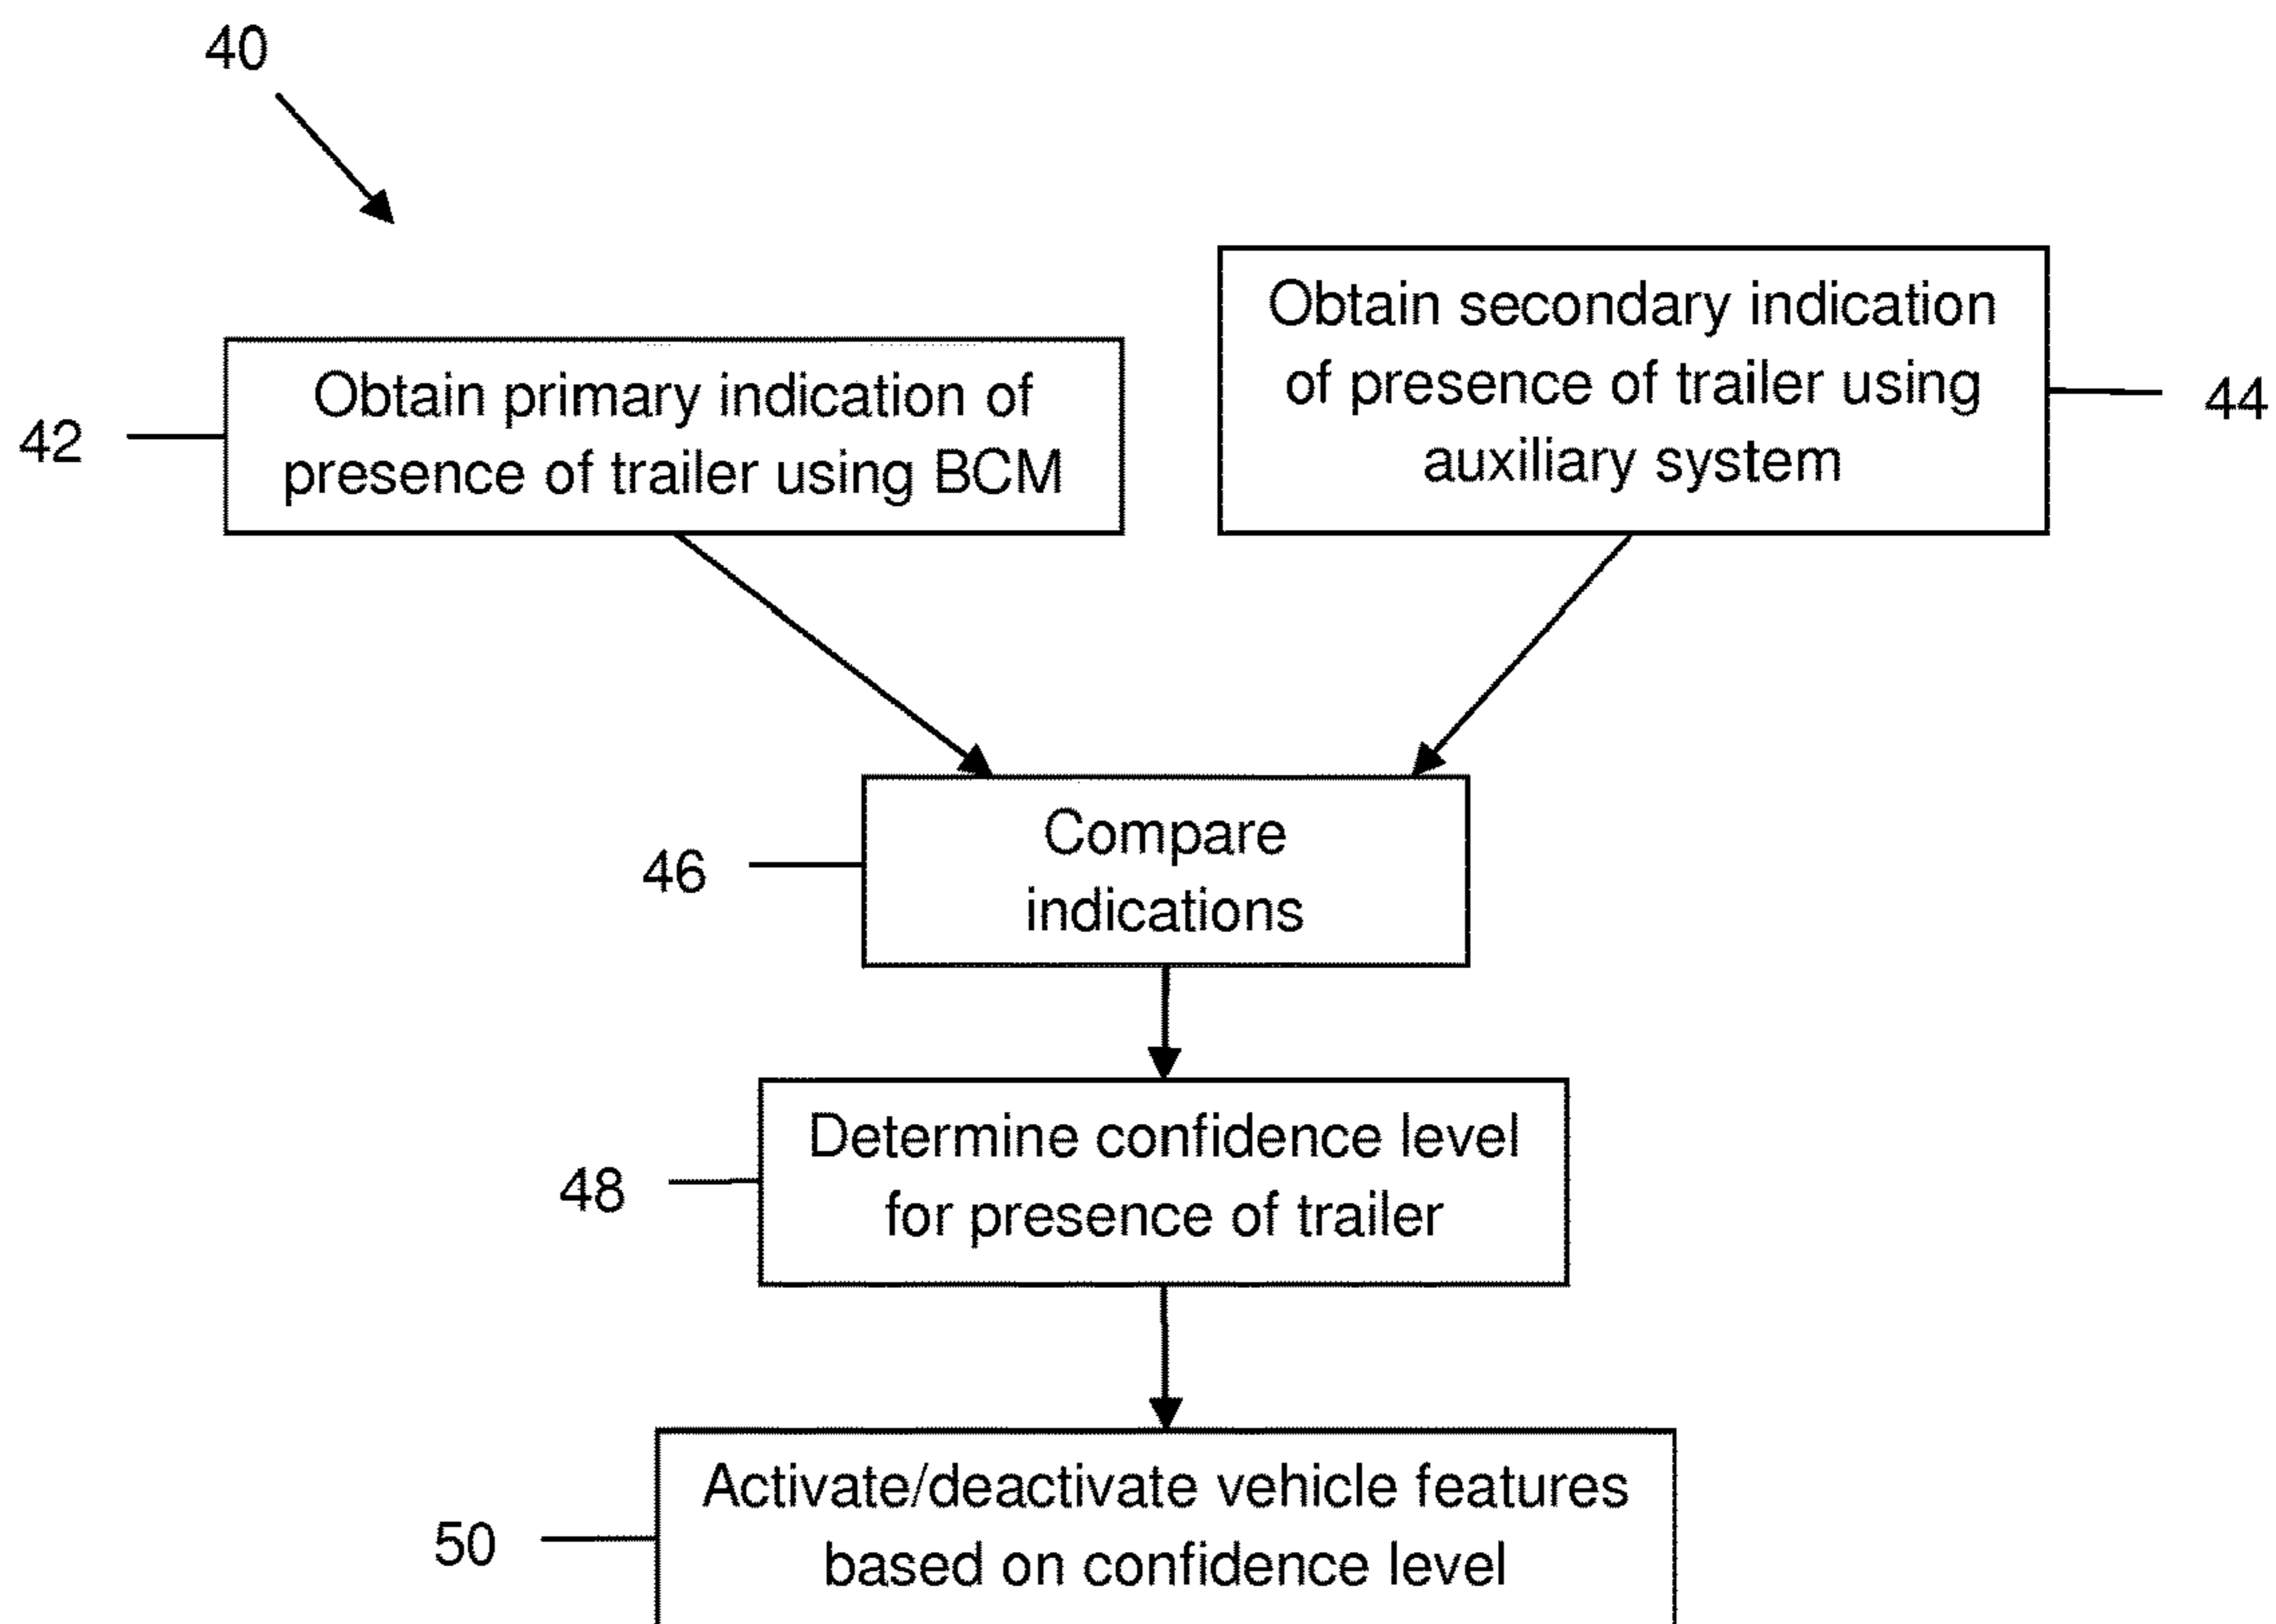 40
Obtain primary indication of
presence of trailer using BCM
42
Obtain secondary indication
of presence of trailer using
auxiliary system
44
Compare
indications
46
Determine confidence level
for presence of trailer
48
Activate/deactivate vehicle features
based on confidence level
50